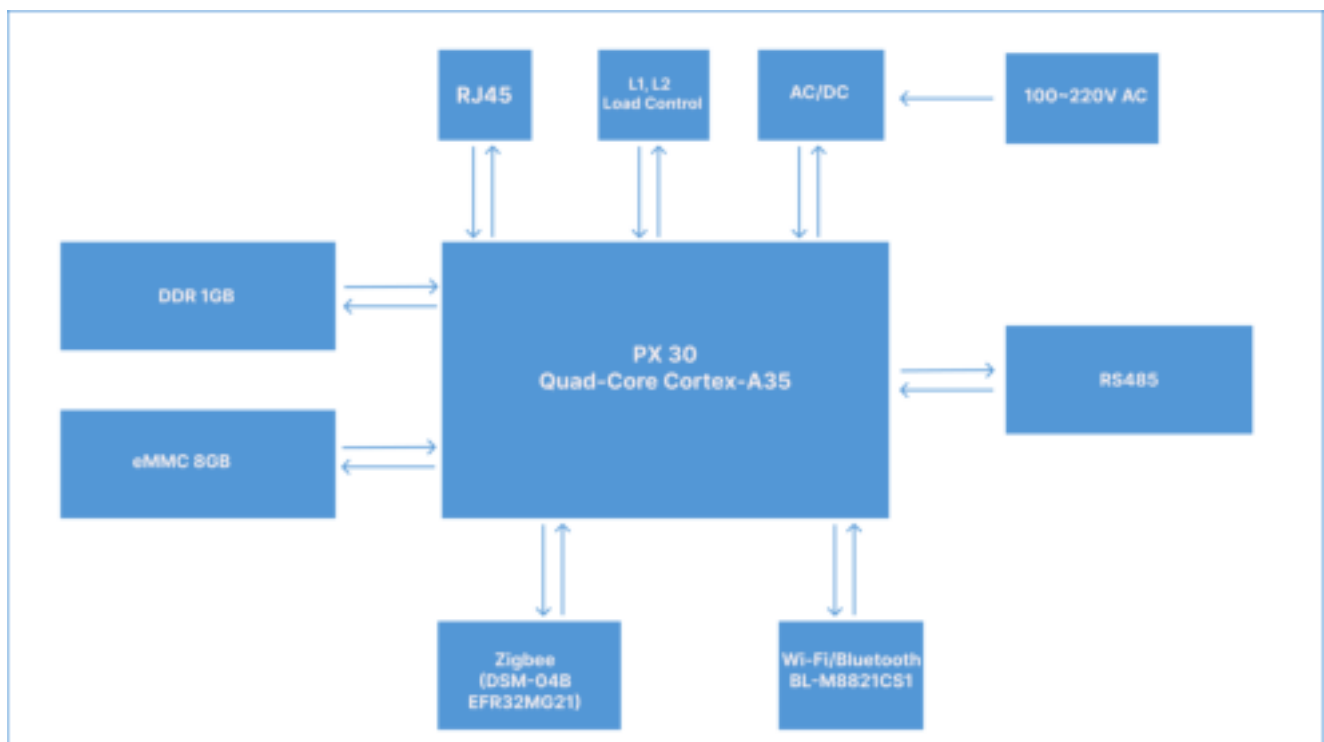 RJ45
L1, L2
Load Control
AC/DC
100~220V AC
DDR 1GB
PX 30
Quad-Core Cortex-A35
RS485
eMMC 8GB
Zigbee
(DSM-04B
EFR32MG21)
Wi-Fi/Bluetooth
BL-M8821CS1